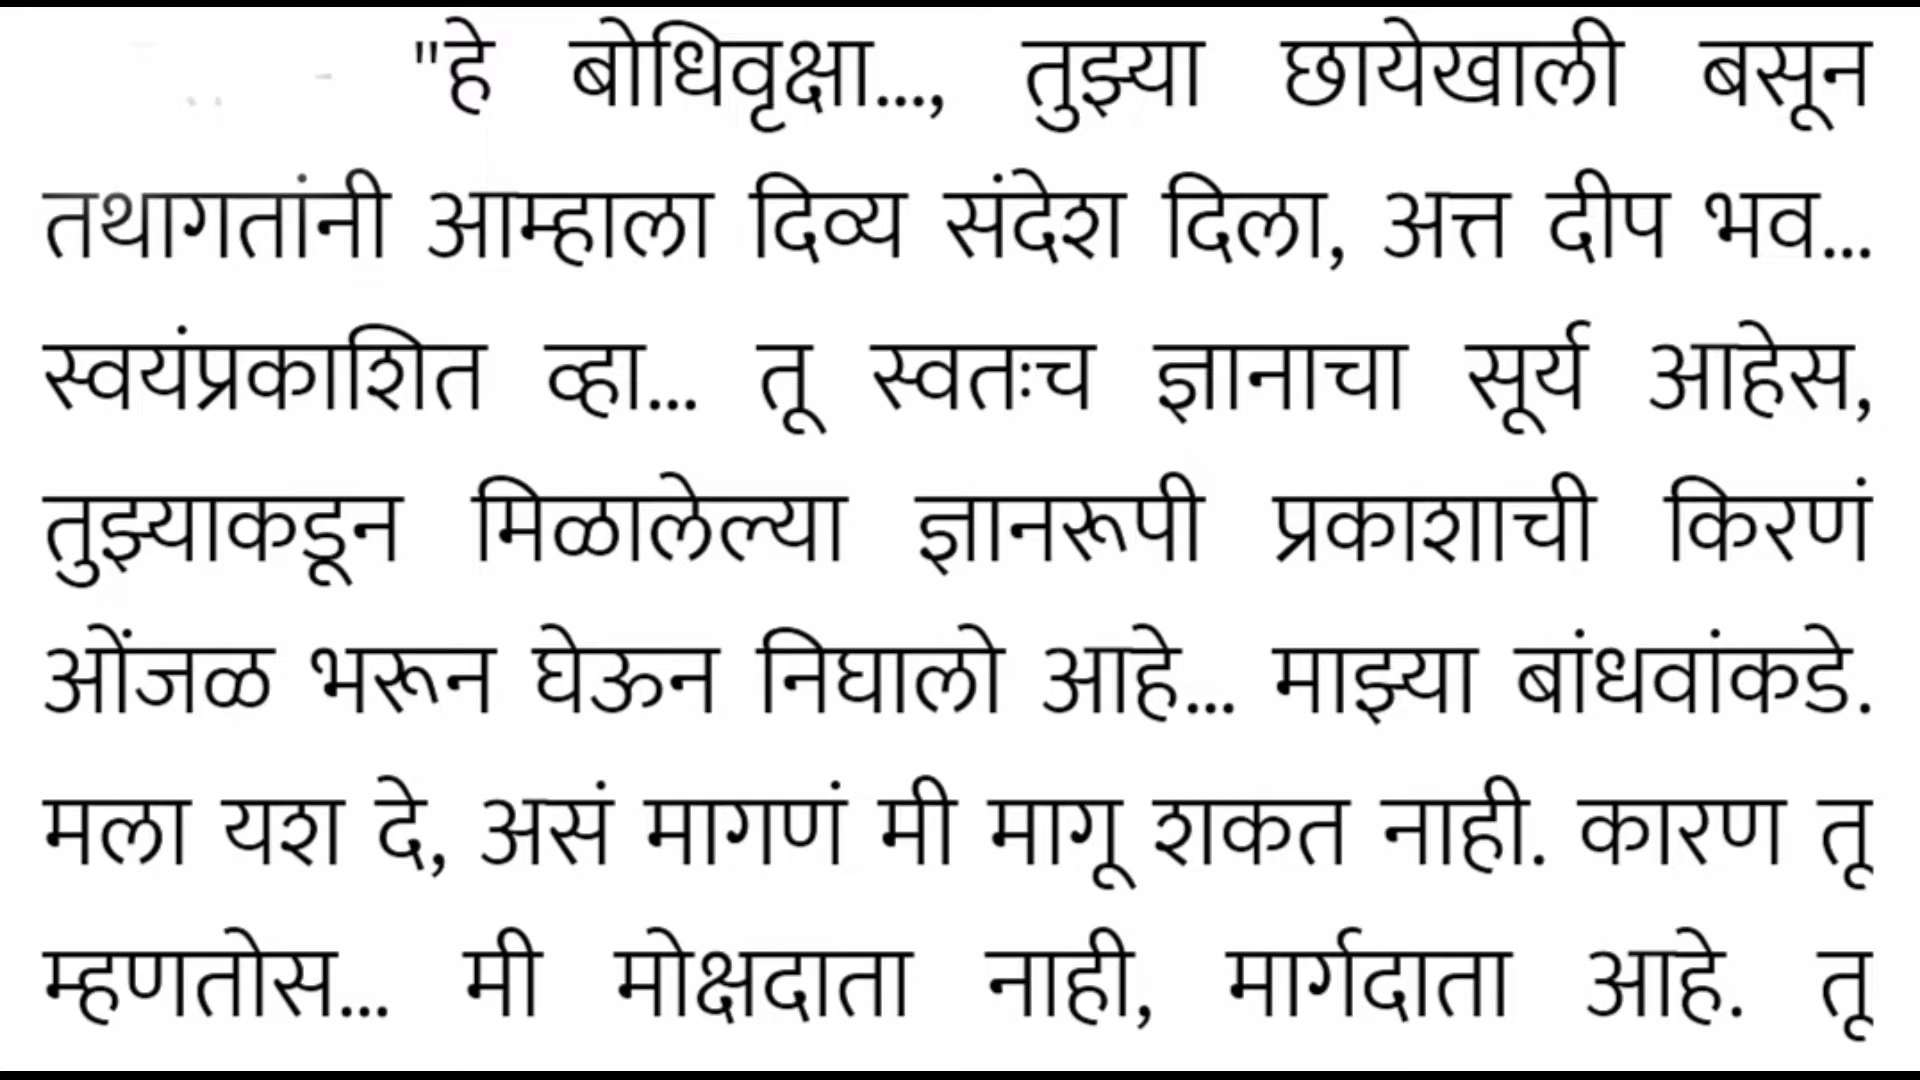 "हे बोधिवृक्षा..., तुझ्या छायेखाली बसून
तथागतांनी आम्हाला दिव्य संदेश दिला, अत्त दीप भव...
स्वयंप्रकाशित व्हा... तू स्वतःच ज्ञानाचा सूर्य आहेस,
तुझ्याकडून मिळालेल्या ज्ञानरूपी प्रकाशाची किरणं
ओंजळ भरून घेऊन निघालो आहे... माझ्या बांधवांकडे.
मला यश दे, असं मागणं मी मागू शकत नाही. कारण तू
म्हणतोस... मी मोक्षदाता नाही, मार्गदाता आहे. तू